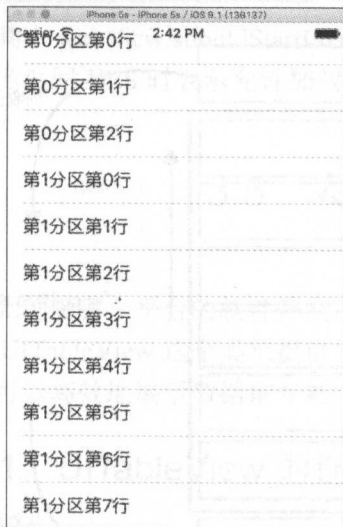 iPhone 5s - iPhone 5s / iOS 9.1 (13B137)
Carrier 2:42 PM
第0分区第0行
第0分区第1行
第0分区第2行
第1分区第0行
第1分区第1行
第1分区第2行
第1分区第3行
第1分区第4行
第1分区第5行
第1分区第6行
第1分区第7行